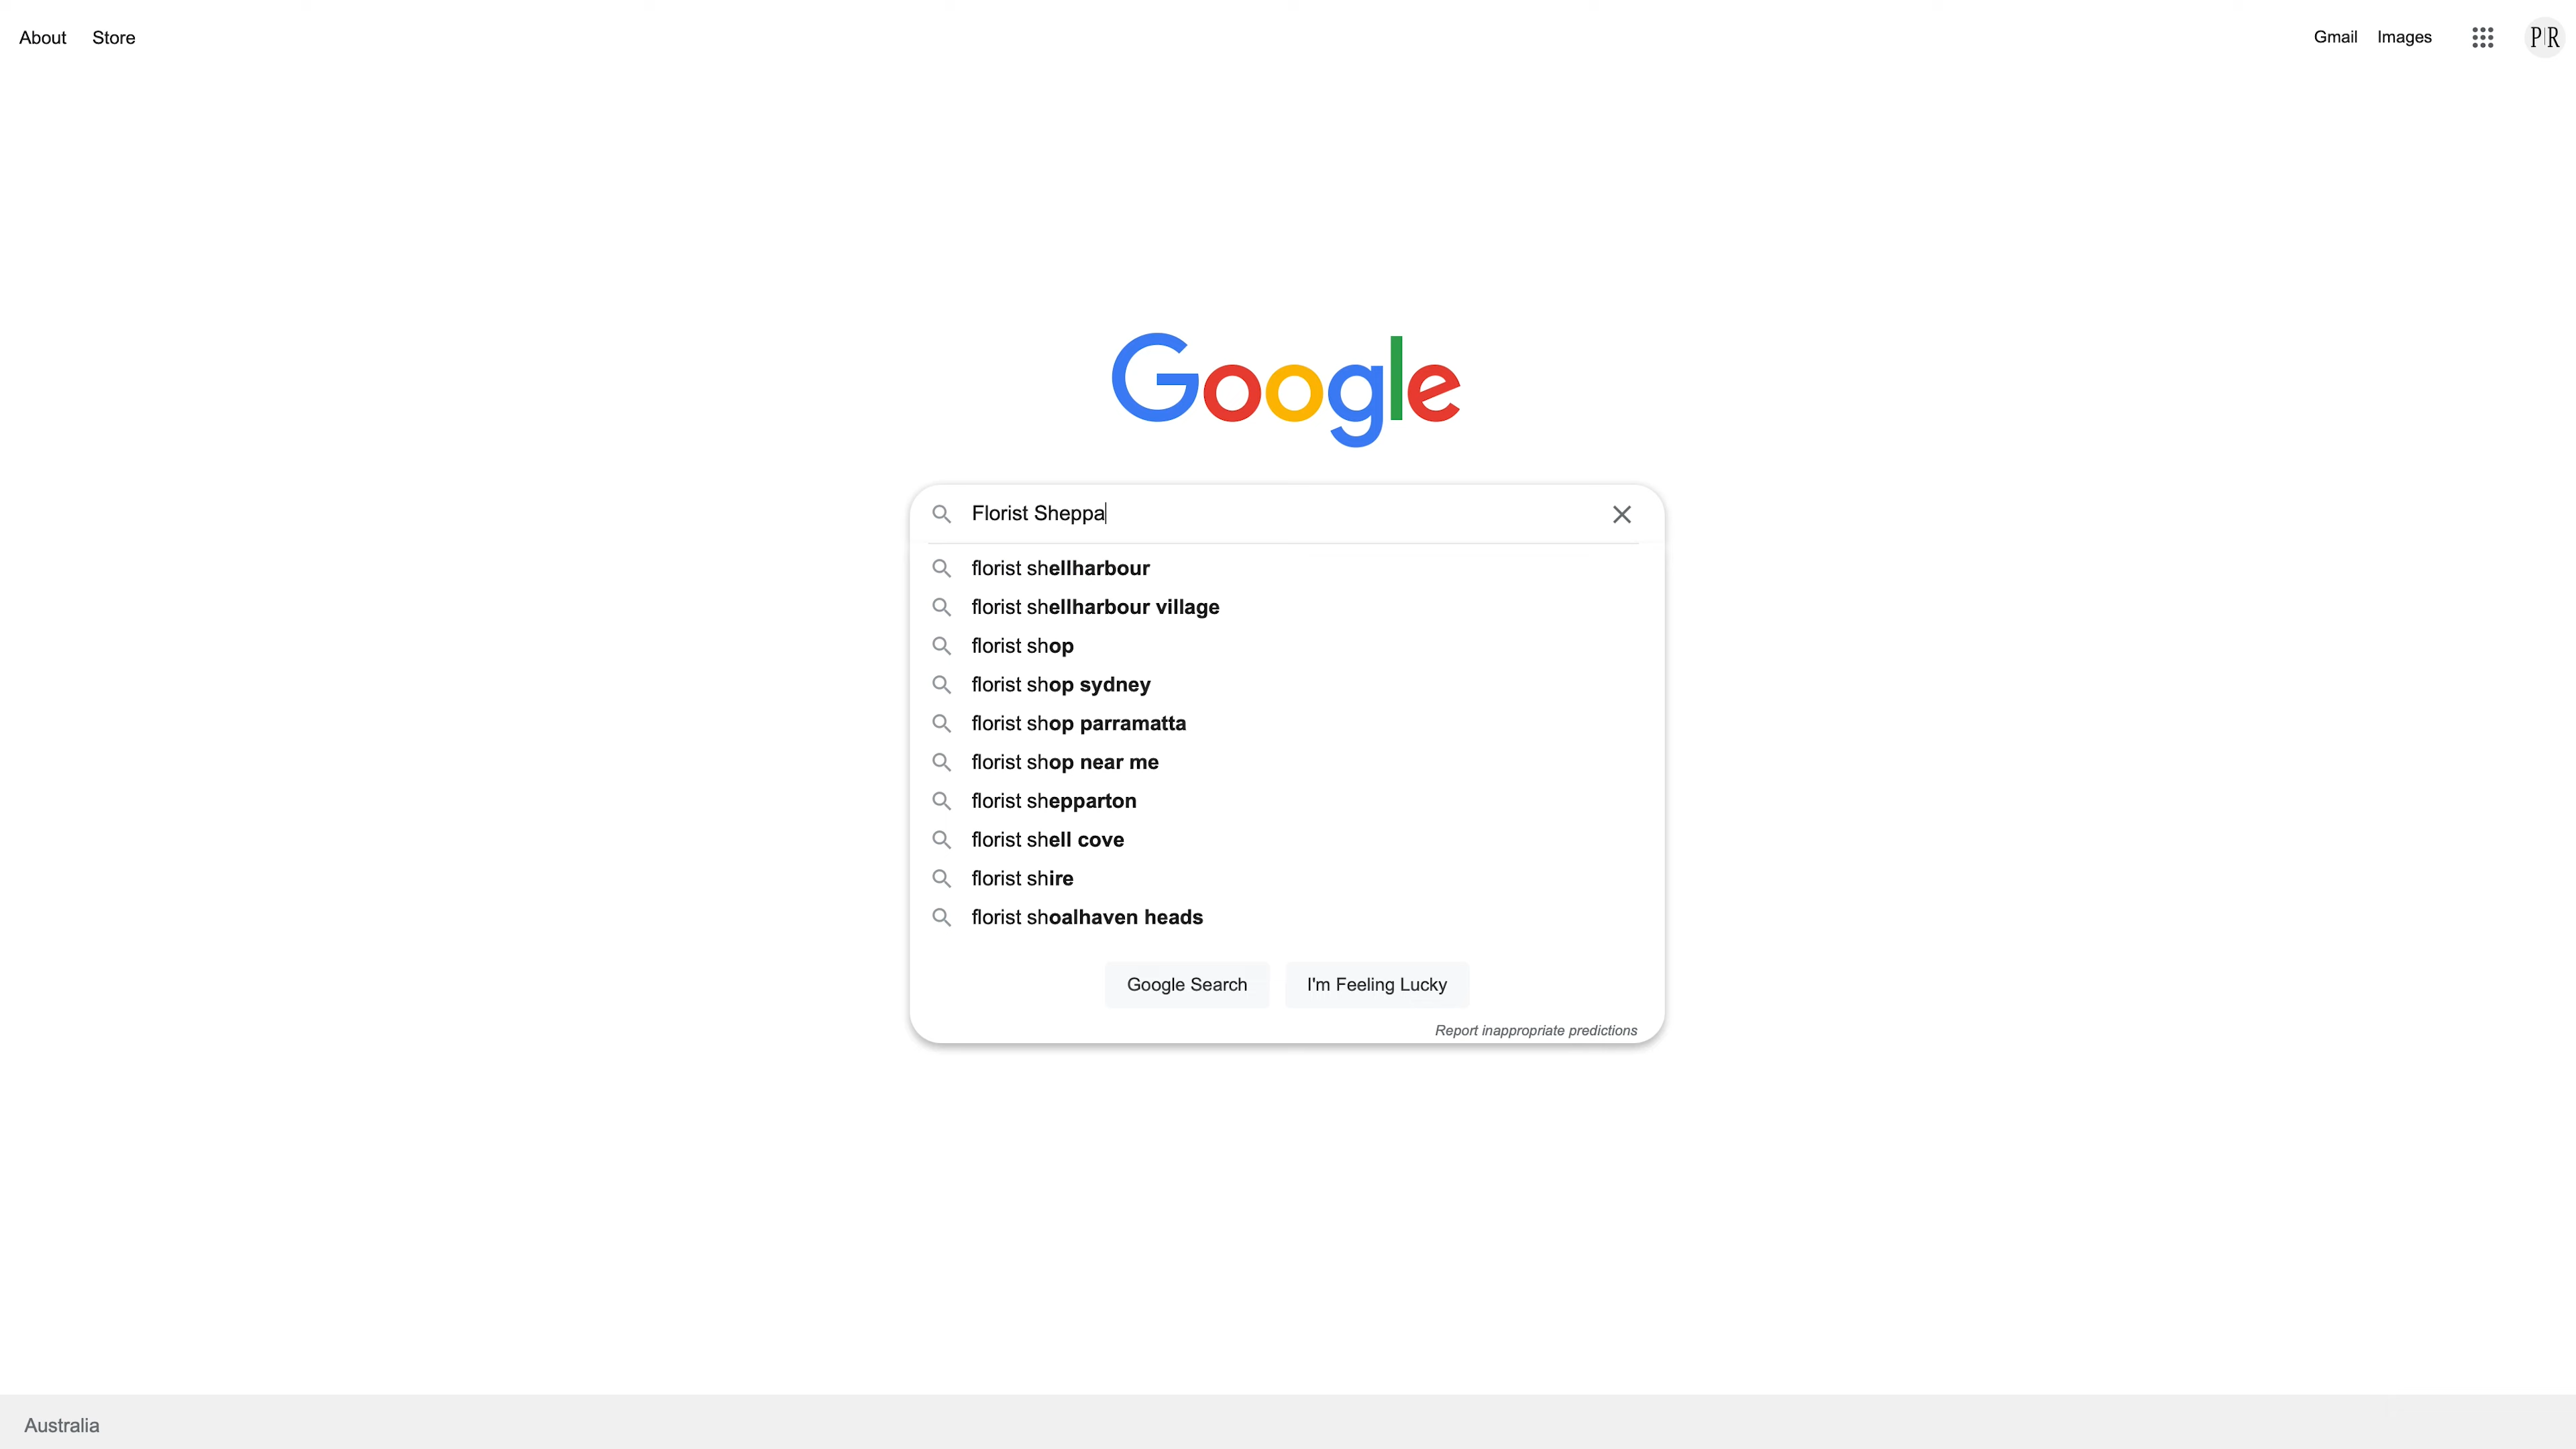 About Store
Gmail Images
P|R
Google
Florist Sheppa
florist shellharbour
florist shellharbour village
florist shop
florist shop sydney
florist shop parramatta
florist shop near me
florist shepparton
florist shell cove
florist shire
florist shoalhaven heads
Google Search I'm Feeling Lucky
Report inappropriate predictions
Australia